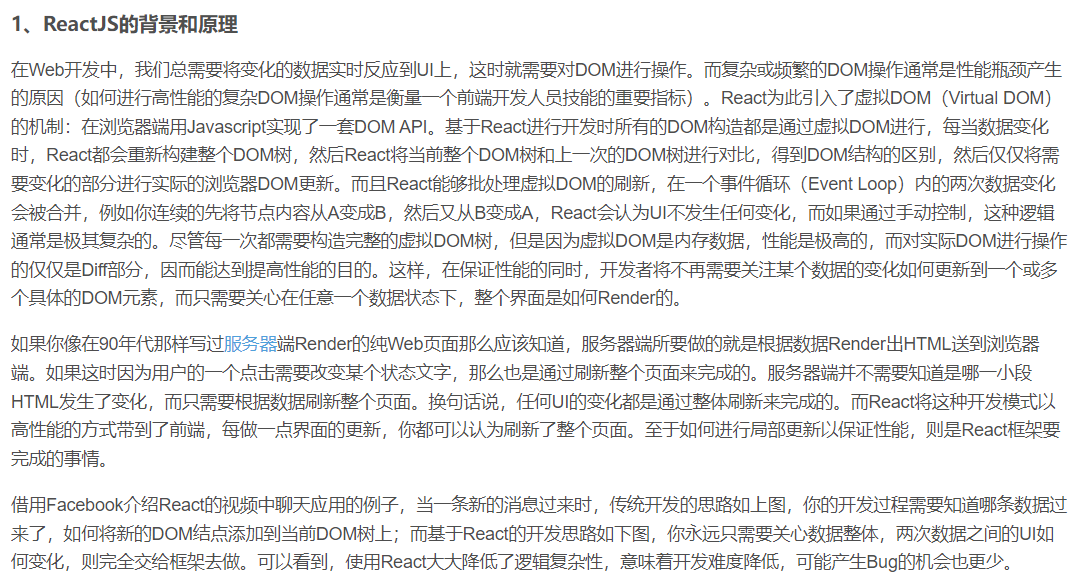 1、ReactJS的背景和原理
在Web开发中，我们总需要将变化的数据实时反应到UI上，这时就需要对DOM进行操作。而复杂或频繁的DOM操作通常是性能瓶颈产生
的原因（如何进行高性能的复杂DOM操作通常是衡量一个前端开发人员技能的重要指标）。React为此引入了虚拟DOM（Virtual DOM）
的机制：在浏览器端用Javascript实现了一套DOM API。基于React进行开发时所有的DOM构造都是通过虚拟DOM进行，每当数据变化
时，React都会重新构建整个DOM树，然后React将当前整个DOM树和上一次的DOM树进行对比，得到DOM结构的区别，然后仅仅将需
要变化的部分进行实际的浏览器DOM更新。而且React能够批处理虚拟DOM的刷新，在一个事件循环（Event Loop）内的两次数据变化
会被合并，例如你连续的先将节点内容从A变成B，然后又从B变成A，React会认为UI不发生任何变化，而如果通过手动控制，这种逻辑
通常是极其复杂的。尽管每一次都需要构造完整的虚拟DOM树，但是因为虚拟DOM是内存数据，性能是极高的，而对实际DOM进行操作
的仅仅是Diff部分，因而能达到提高性能的目的。这样，在保证性能的同时，开发者将不再需要关注某个数据的变化如何更新到一个或多
个具体的DOM元素，而只需要关心在任意一个数据状态下，整个界面是如何Render的。
如果你像在90年代那样写过服务器端Render的纯Web页面那么应该知道，服务器端所要做的就是根据数据Render出HTML送到浏览器
端。如果这时因为用户的一个点击需要改变某个状态文字，那么也是通过刷新整个页面来完成的。服务器端并不需要知道是哪一小段
HTML发生了变化，而只需要根据数据刷新整个页面。换句话说，任何UI的变化都是通过整体刷新来完成的。而React将这种开发模式以
高性能的方式带到了前端，每做一点界面的更新，你都可以认为刷新了整个页面。至于如何进行局部更新以保证性能，则是React框架要
完成的事情。
借用Facebook介绍React的视频中聊天应用的例子，当一条新的消息过来时，传统开发的思路如上图，你的开发过程需要知道哪条数据过
来了，如何将新的DOM结点添加到当前DOM树上；而基于React的开发思路如下图，你永远只需要关心数据整体，两次数据之间的UI如
何变化，则完全交给框架去做。可以看到，使用React大大降低了逻辑复杂性，意味着开发难度降低，可能产生Bug的机会也更少。